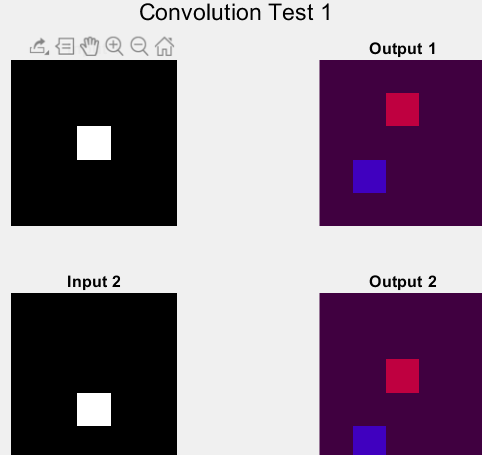 Convolution Test 1
Output 1
Input 2
Output 2